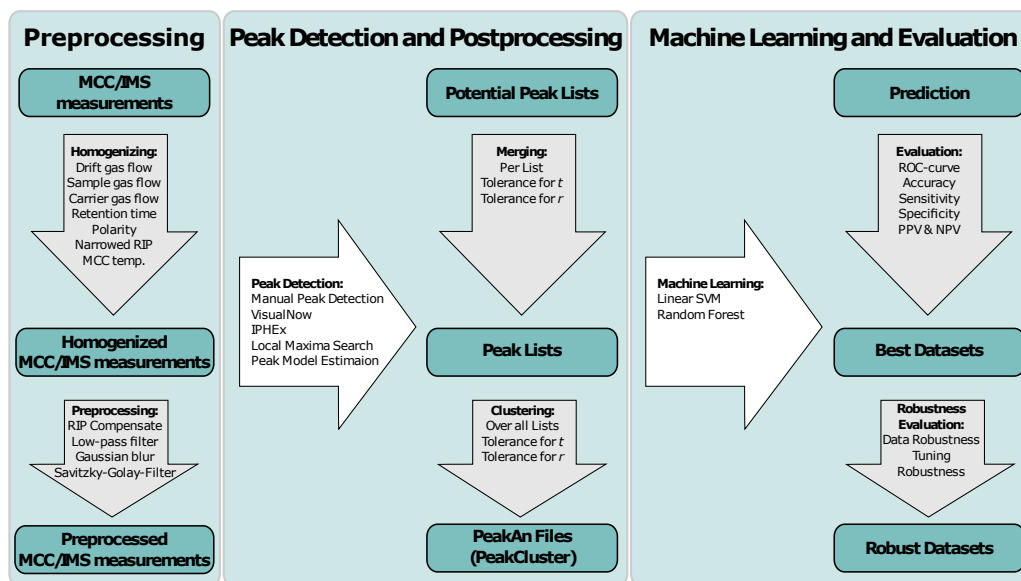 Preprocessing
MCC/IMS
measurements
Homogenizing:
Drift gas flow
Sample gas flow
Carrier gas flow
Retention time
Polarity
Narrowed RIP
MCC temp.
Homogenized
MCC/IMS measurements
Preprocessing:
RIP Compensate
Low-pass filter
Gaussian blur
Savitzky-Golay-Filter
Preprocessed
MCC/IMS measurements
Peak Detection and Postprocessing
Peak Detection:
Manual Peak Detection
VisualNow
IPHEx
Local Maxima Search
Peak Model Estimaion
Potential Peak Lists
Merging:
Per List
Tolerance for t
Tolerance for r
Peak Lists
Clustering:
Over all Lists
Tolerance for t
Tolerance for r
PeakAn Files
(PeakCluster)
Machine Learning and Evaluation
Machine Learning:
Linear SVM
Random Forest
Prediction
Evaluation:
ROC-curve
Accuracy
Sensitivity
Specificity
PPV & NPV
Best Datasets
Robustness
Evaluation:
Data Robustness
Tuning
Robustness
Robust Datasets